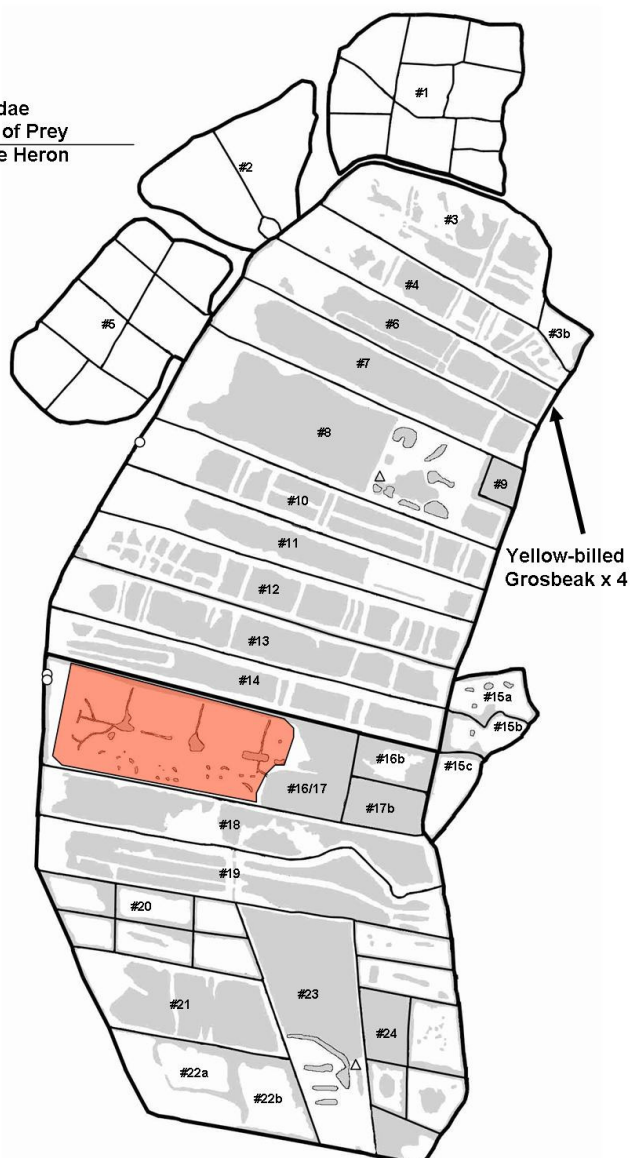 dae
of Prey
e Heron
#1
#2
#3
#4
#3b
#5
#6
#7
#8
#9
#10
#11
Yellow-billed
Grosbeak x 4
#12
#13
#14
#15a
#15b
#15c
#16b
#16/17
#17b
#18
#19
#20
#23
#21
#24
#22a
#22b